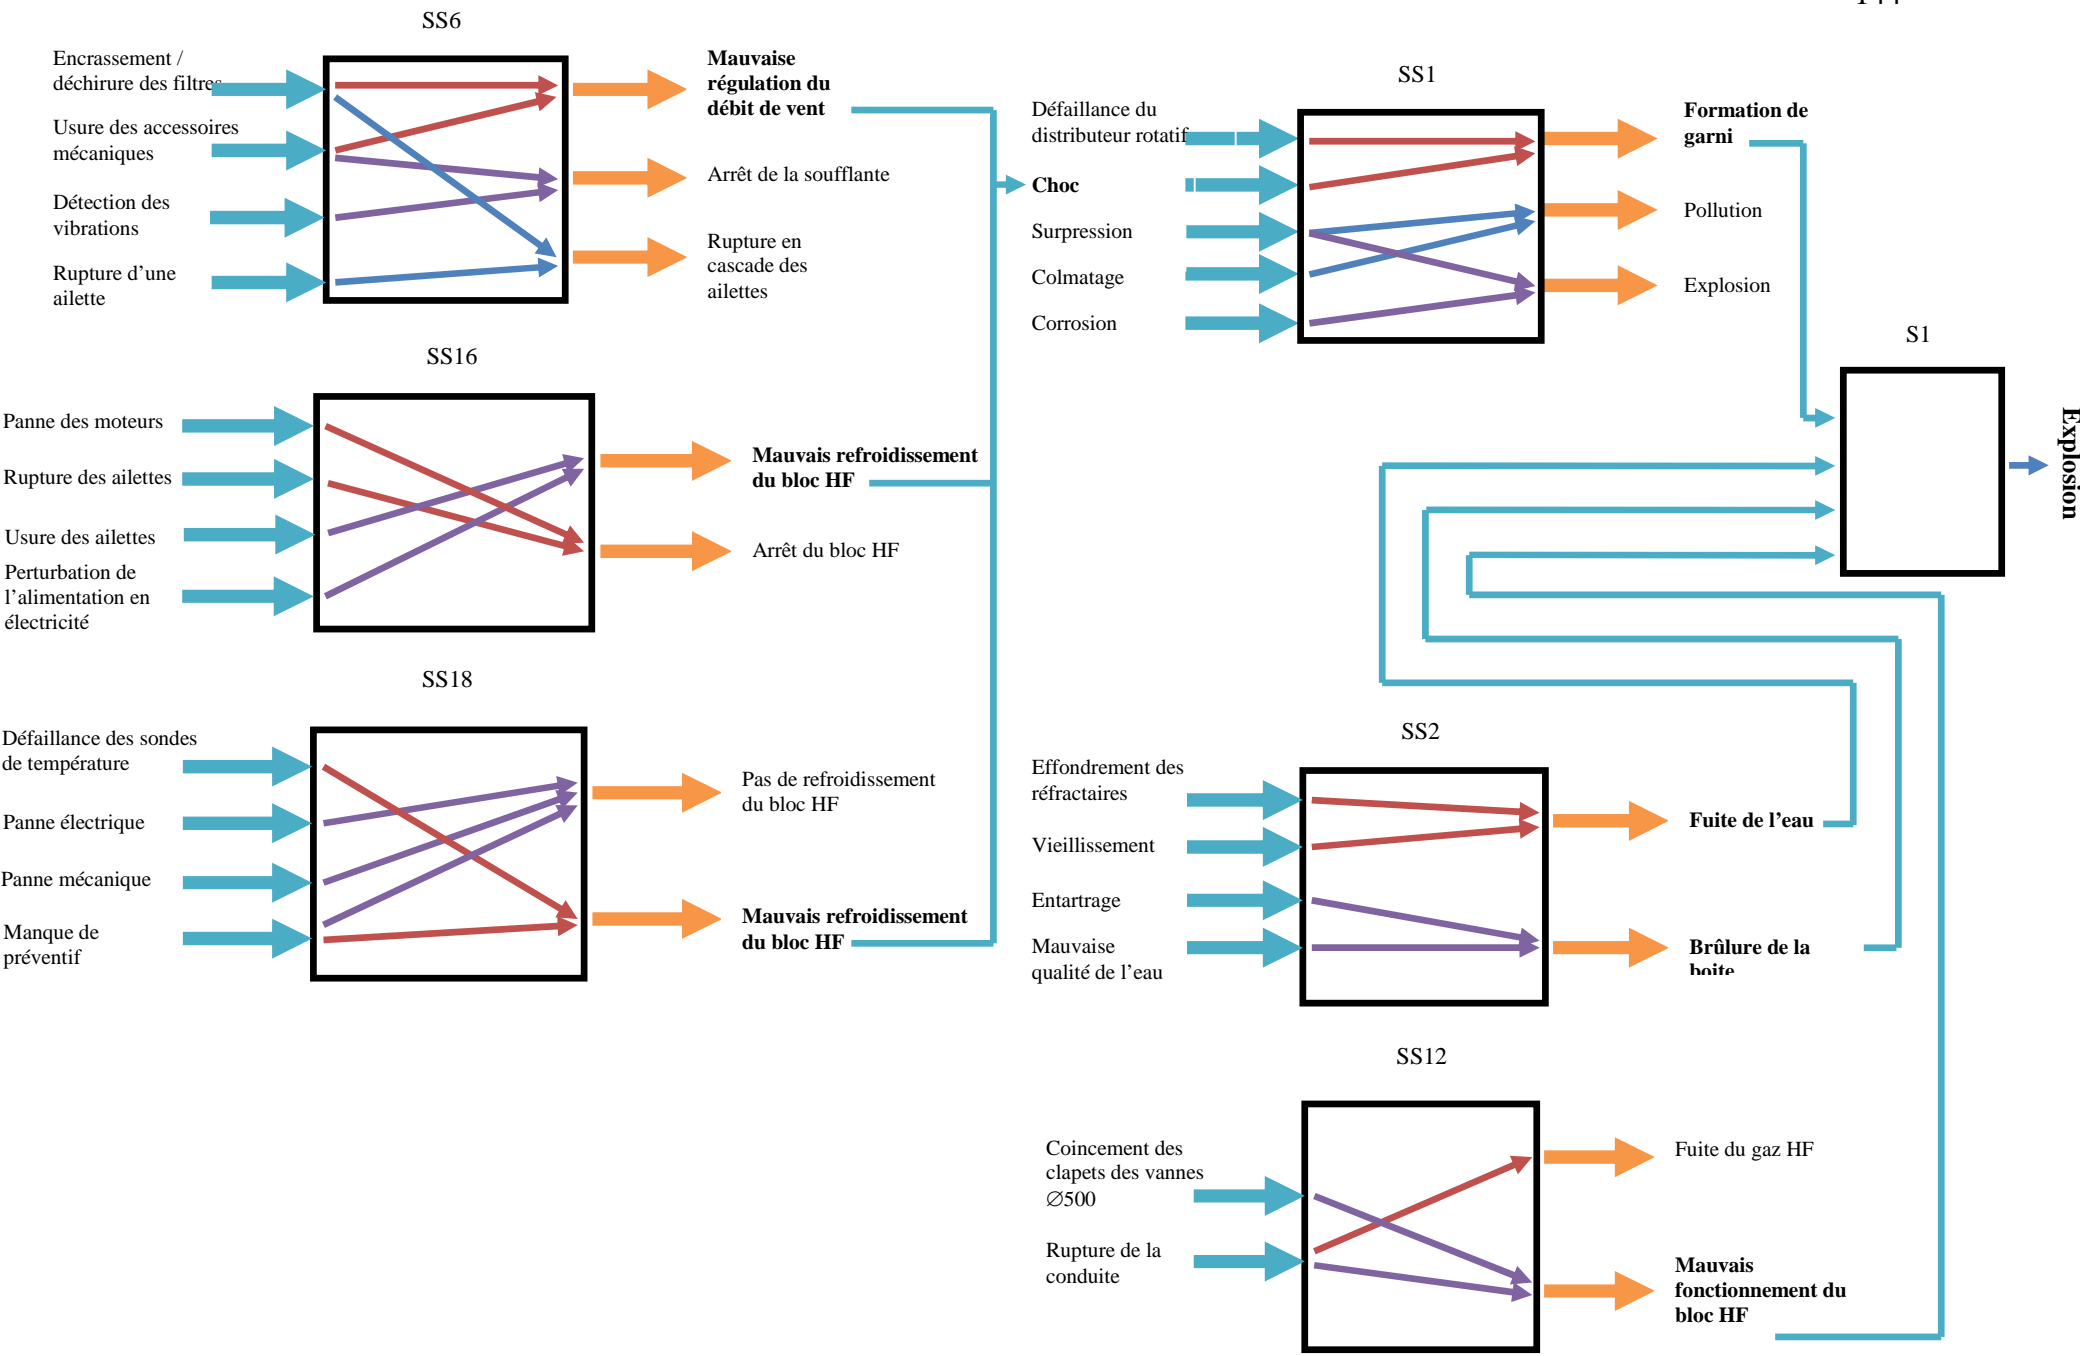 SS6
Encrassement /
déchirure des filtres
Usure des accessoires
mécaniques
Détection des
vibrations
Rupture d’une
ailette
Mauvaise
régulation du
débit de vent
Arrêt de la soufflante
Rupture en
cascade des
ailettes
SS16
Panne des moteurs
Rupture des ailettes
Usure des ailettes
Perturbation de
l’alimentation en
électricité
Mauvais refroidissement
du bloc HF
Arrêt du bloc HF
SS18
Défaillance des sondes
de température
Panne électrique
Panne mécanique
Manque de
préventif
Pas de refroidissement
du bloc HF
Mauvais refroidissement
du bloc HF
SS1
Défaillance du
distributeur rotatif
Choc
Surpression
Colmatage
Corrosion
Formation de
garni
Pollution
Explosion
S1
Explosion
SS2
Effondrement des
réfractaires
Vieillissement
Entartrage
Mauvaise
qualité de l’eau
Fuite de l’eau
Brûlure de la
boite
SS12
Coincement des
clapets des vannes
∅500
Rupture de la
conduite
Fuite du gaz HF
Mauvais
fonctionnement du
bloc HF